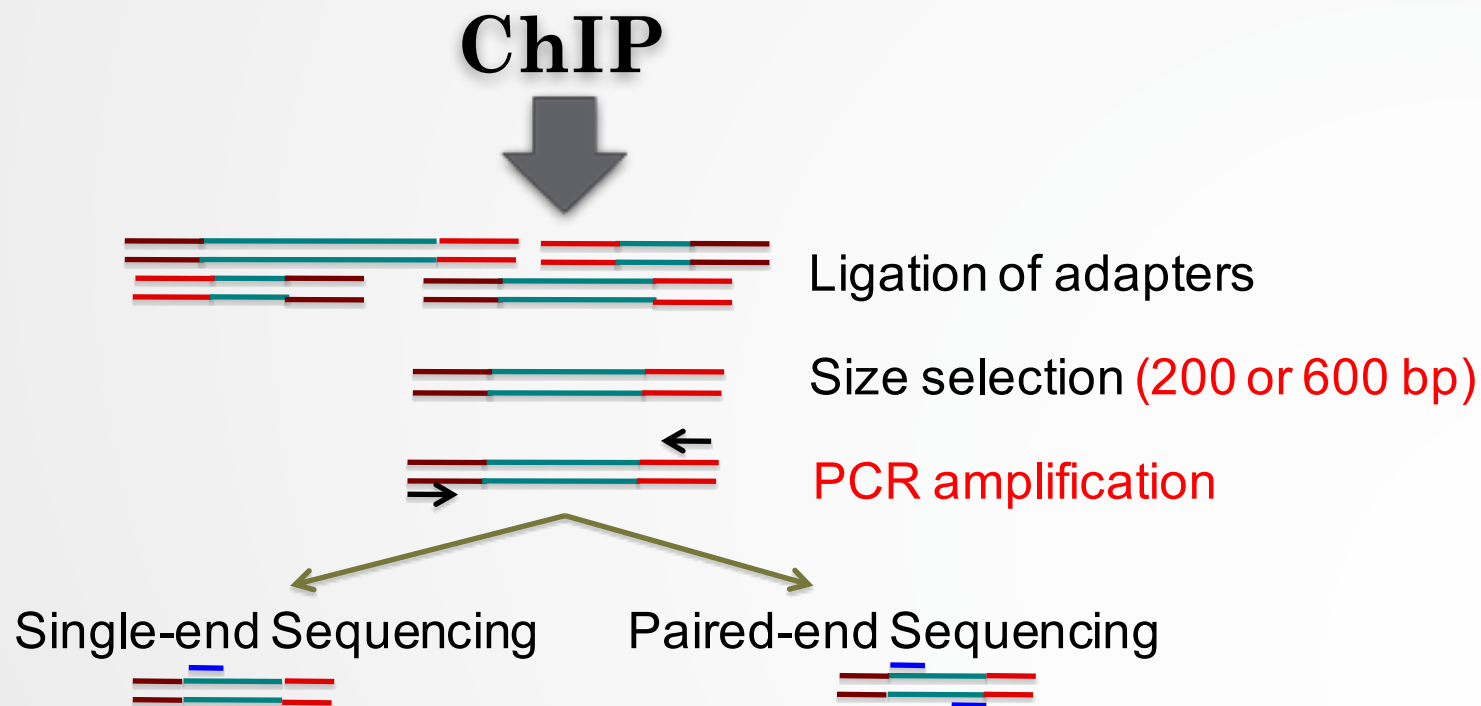 ChIP
Ligation of adapters
Size selection (200 or 600 bp)
PCR amplification
Single-end Sequencing
Paired-end Sequencing